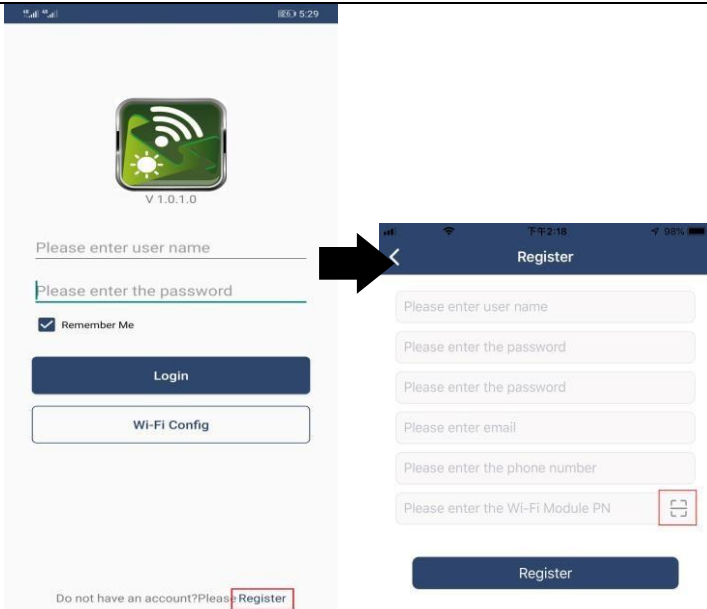 5:29
V 1.0.1.0
Please enter user name
Please enter the password
Remember Me
Login
Wi-Fi Config
Do not have an account?Please Register
下午2:18
98%
Register
Please enter user name
Please enter the password
Please enter the password
Please enter email
Please enter the phone number
Please enter the Wi-Fi Module PN
Register